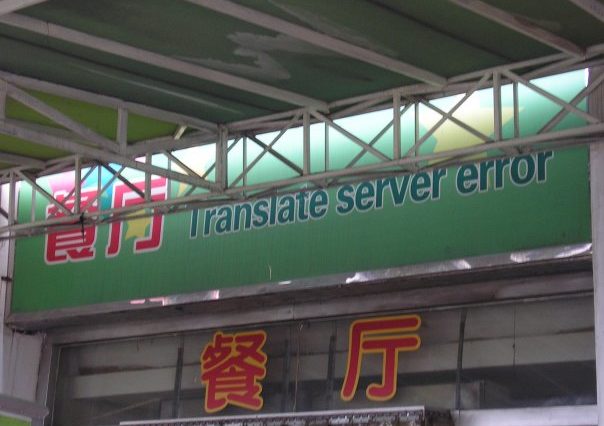 餐厅 Translate server error
餐厅